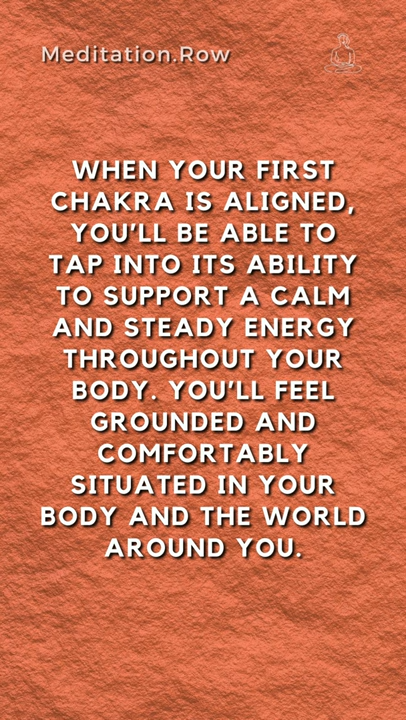 Meditation.Row
WHEN YOUR FIRST
CHAKRA IS ALIGNED,
YOU'LL BE ABLE TO
TAP INTO ITS ABILITY
TO SUPPORT A CALM
AND STEADY ENERGY
THROUGHOUT YOUR
BODY. YOU'LL FEEL
GROUNDED AND
COMFORTABLY
SITUATED IN YOUR
BODY AND THE WORLD
AROUND YOU.